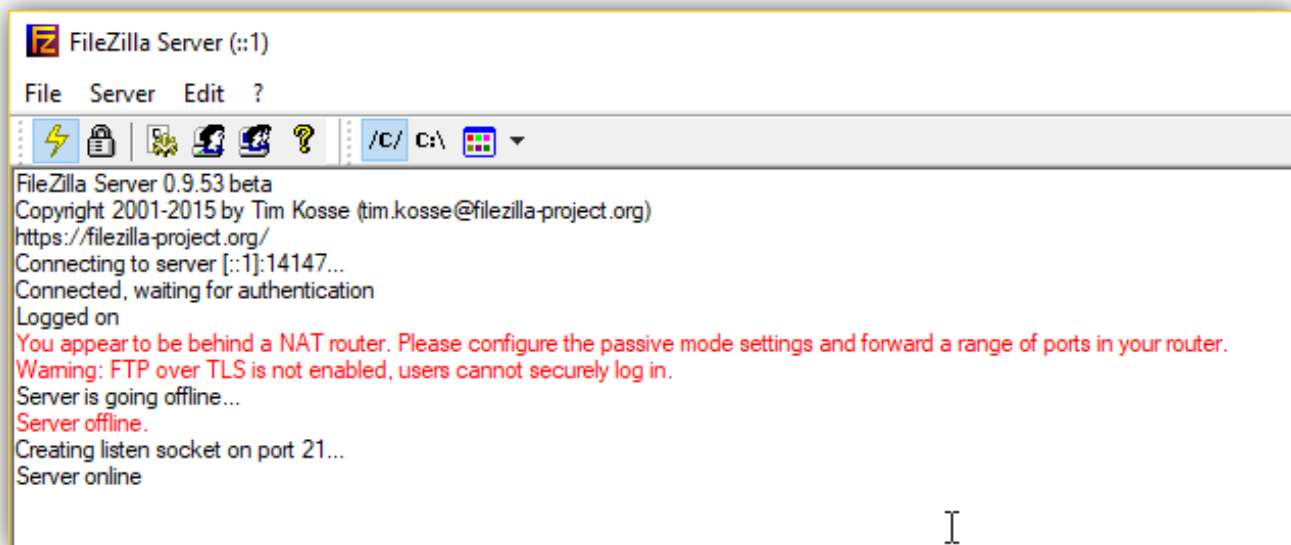 FileZilla Server (::1)
File Server Edit ?
/C/ C:\
FileZilla Server 0.9.53 beta
Copyright 2001-2015 by Tim Kosse (tim.kosse@filezilla-project.org)
https://filezilla-project.org/
Connecting to server [::1]:14147...
Connected, waiting for authentication
Logged on
You appear to be behind a NAT router. Please configure the passive mode settings and forward a range of ports in your router.
Warning: FTP over TLS is not enabled, users cannot securely log in.
Server is going offline...
Server offline.
Creating listen socket on port 21...
Server online